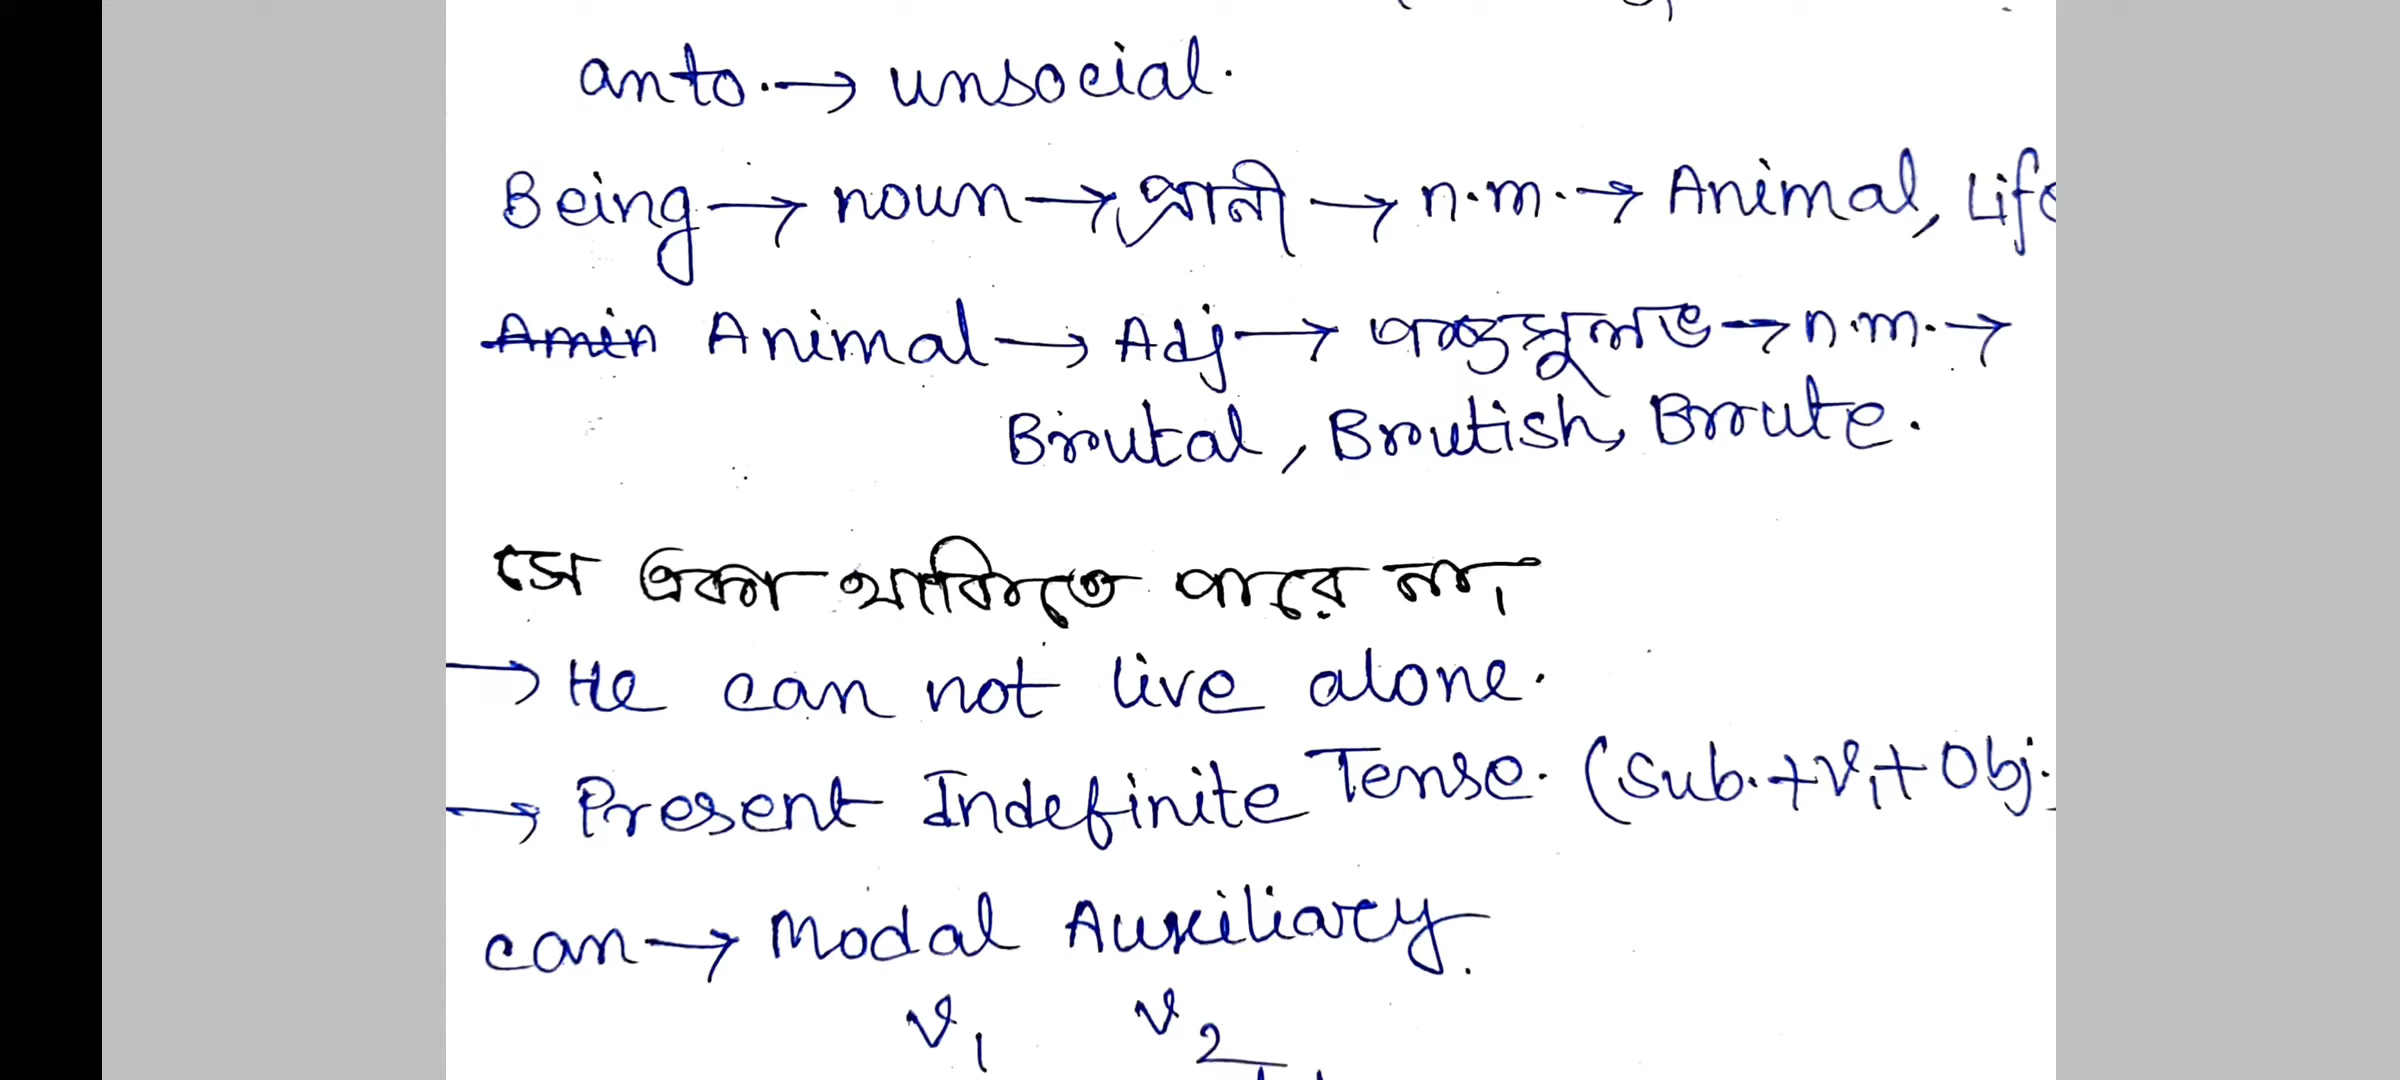 anto. → unsocial.
Being → noun → প্রানী → n.m. → Animal, Life
Amin Animal → Adj → পশুসুলভ → n.m. →
Brutal, Brutish, Brute.
সে একা থাকিতে পারে না।
→ He can not live alone.
→ Present Indefinite Tense. (Sub. + V1 + Obj.
can → Modal Auxiliary.
V1 V2